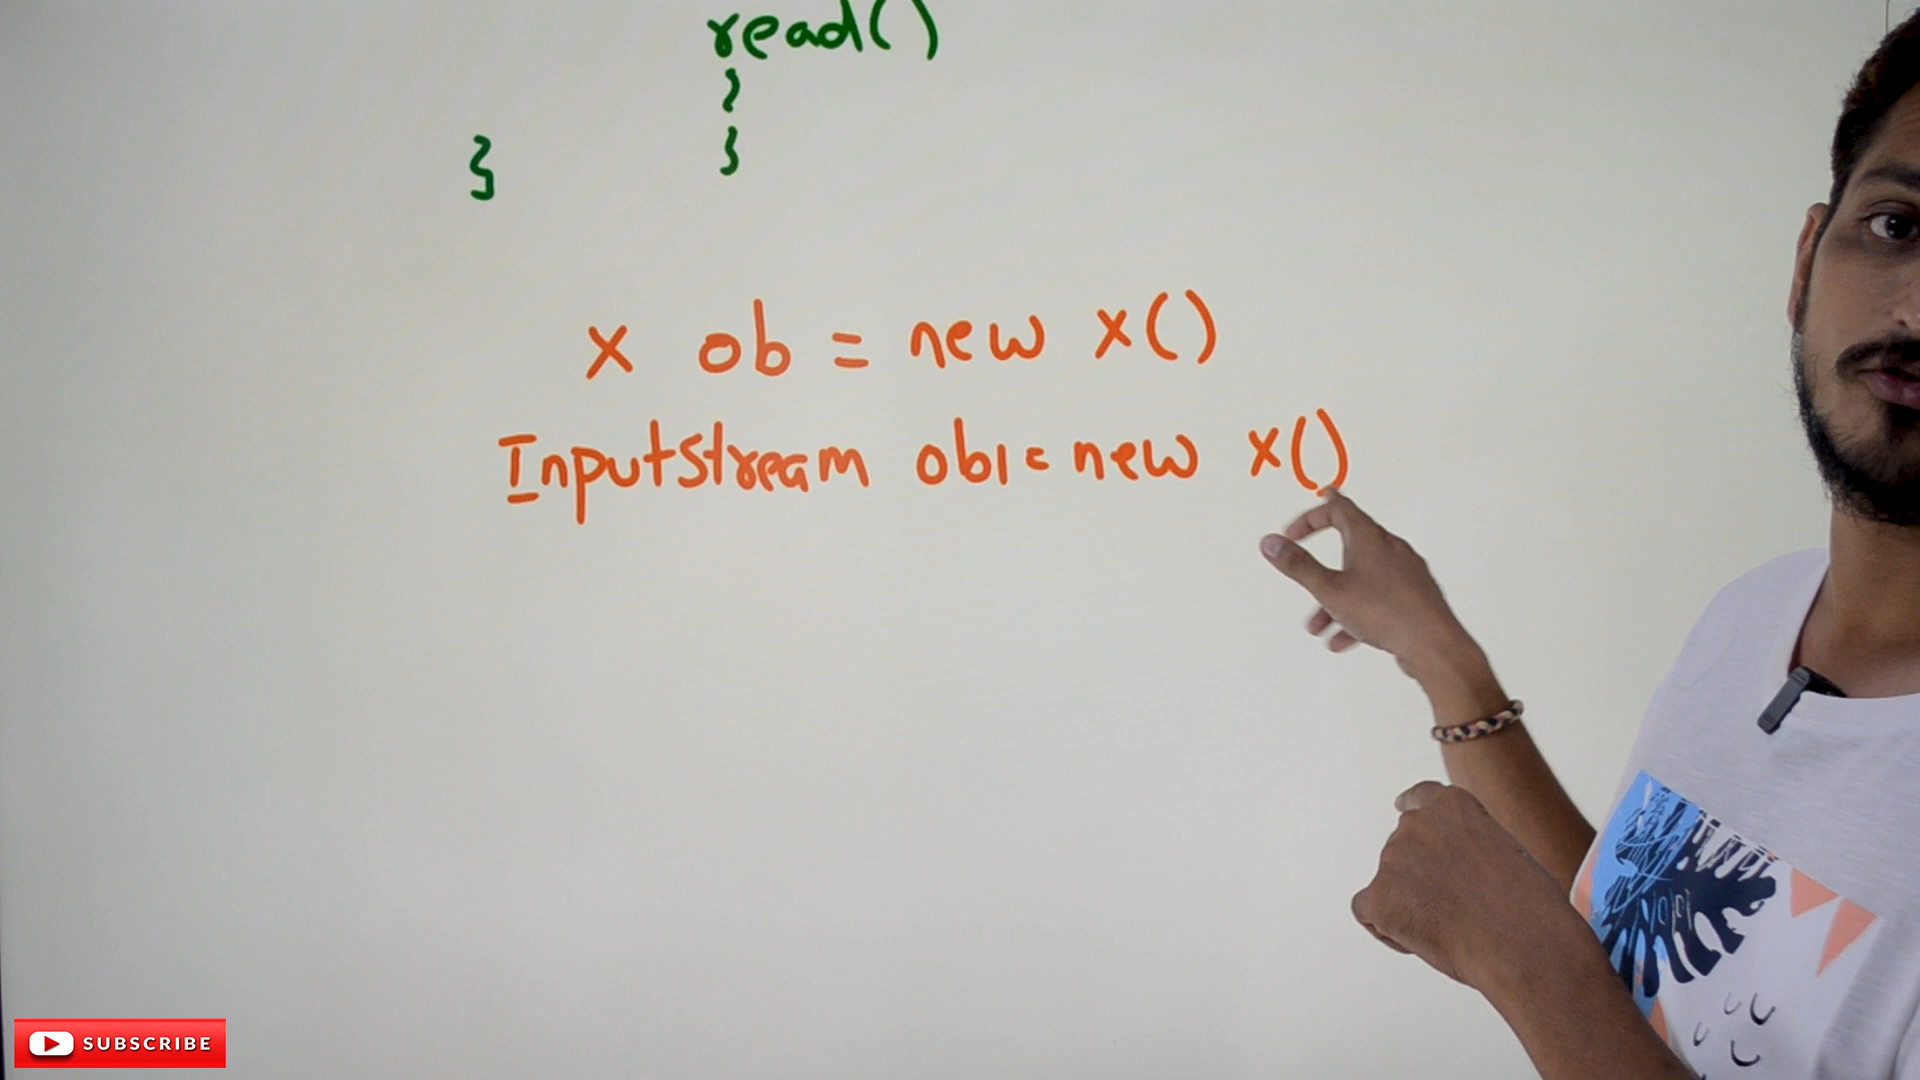 read()
}
} }
x ob = new x()
Inputstream ob1 = new x()
SUBSCRIBE